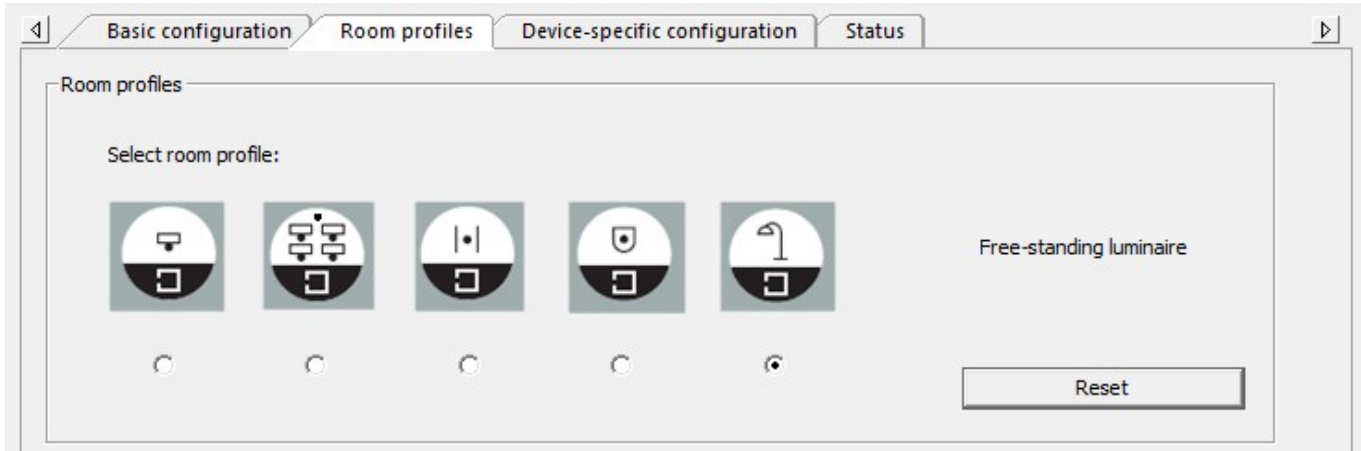 Basic configuration Room profiles Device-specific configuration Status
Room profiles
Select room profile:
Free-standing luminaire
Reset